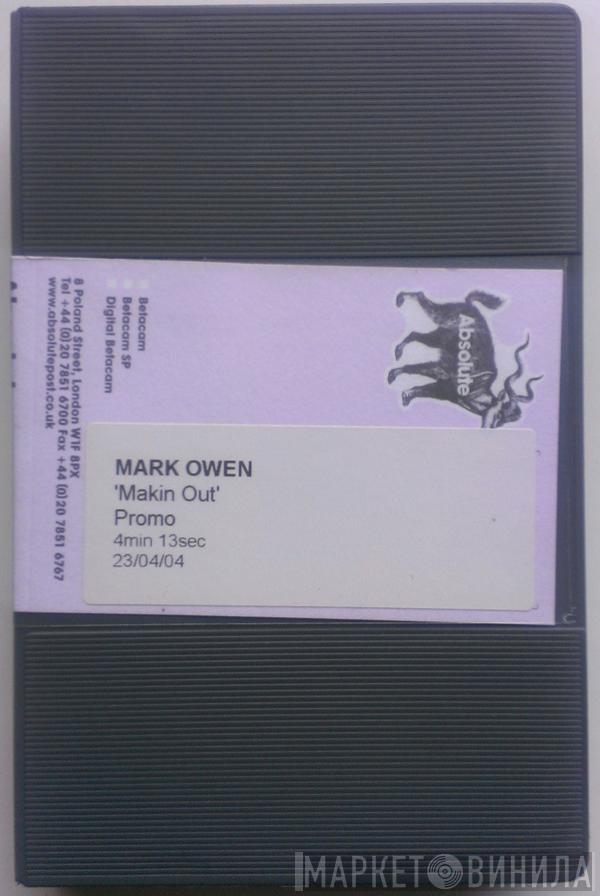 Absolute
Betacam
Betacam SP
Digital Betacam
8 Poland Street, London W1F 8PX
Tel +44 (0)20 7851 6700 Fax +44 (0)20 7851 6767
www.absolutepost.co.uk
MARK OWEN
'Makin Out'
Promo
4min 13sec
23/04/04
МАРКЕТ ВИНИЛА